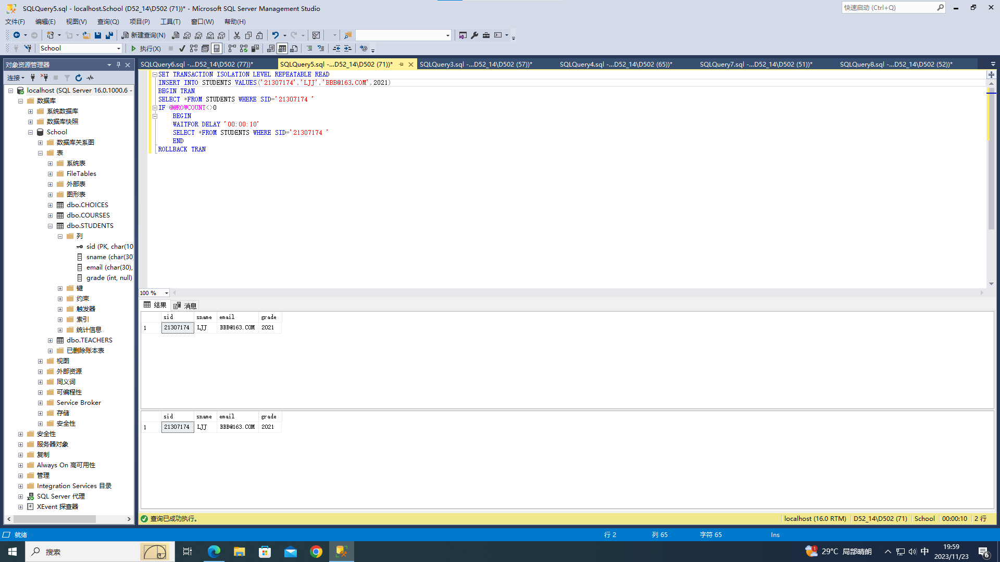 SQLQuery5.sql - localhost.School (D52_14\D502 (71))* - Microsoft SQL Server Management Studio
快速启动 (Ctrl+Q)
文件(F) 编辑(E) 视图(V) 查询(Q) 项目(P) 工具(T) 窗口(W) 帮助(H)
新建查询(N)
MDX DMX XMLA DAX
School
执行(X)
对象资源管理器
SQLQuery6.sql -...D52_14\D502 (77))*
SQLQuery5.sql -...D52_14\D502 (71))*
SQLQuery3.sql -...D52_14\D502 (57))*
SQLQuery4.sql -...D52_14\D502 (65))*
SQLQuery7.sql -...D52_14\D502 (51))*
SQLQuery8.sql -...D52_14\D502 (52))*
连接
localhost (SQL Server 16.0.1000.6 -
数据库
系统数据库
数据库快照
School
数据库关系图
表
系统表
FileTables
外部表
图形表
dbo.CHOICES
dbo.COURSES
dbo.STUDENTS
列
sid (PK, char(10
sname (char(30)
email (char(30),
grade (int, null)
键
约束
触发器
索引
统计信息
dbo.TEACHERS
已删除账本表
视图
外部资源
同义词
可编程性
Service Broker
存储
安全性
安全性
服务器对象
复制
Always On 高可用性
管理
Integration Services 目录
SQL Server 代理
XEvent 探查器
SET TRANSACTION ISOLATION LEVEL REPEATABLE READ
INSERT INTO STUDENTS VALUES('21307174','LJJ','BBB@163.COM',2021)
BEGIN TRAN
SELECT *FROM STUDENTS WHERE SID='21307174 '
IF @@ROWCOUNT<>0
BEGIN
WAITFOR DELAY '00:00:10'
SELECT *FROM STUDENTS WHERE SID='21307174 '
END
ROLLBACK TRAN
100 %
结果 消息
sid sname email grade
1 21307174 LJJ BBB@163.COM 2021
sid sname email grade
1 21307174 LJJ BBB@163.COM 2021
查询已成功执行。
localhost (16.0 RTM) D52_14\D502 (71) School 00:00:10 2 行
就绪
行 2 列 65 字符 65 Ins
搜索
1
29°C 局部晴朗
中
19:59
2023/11/23
6